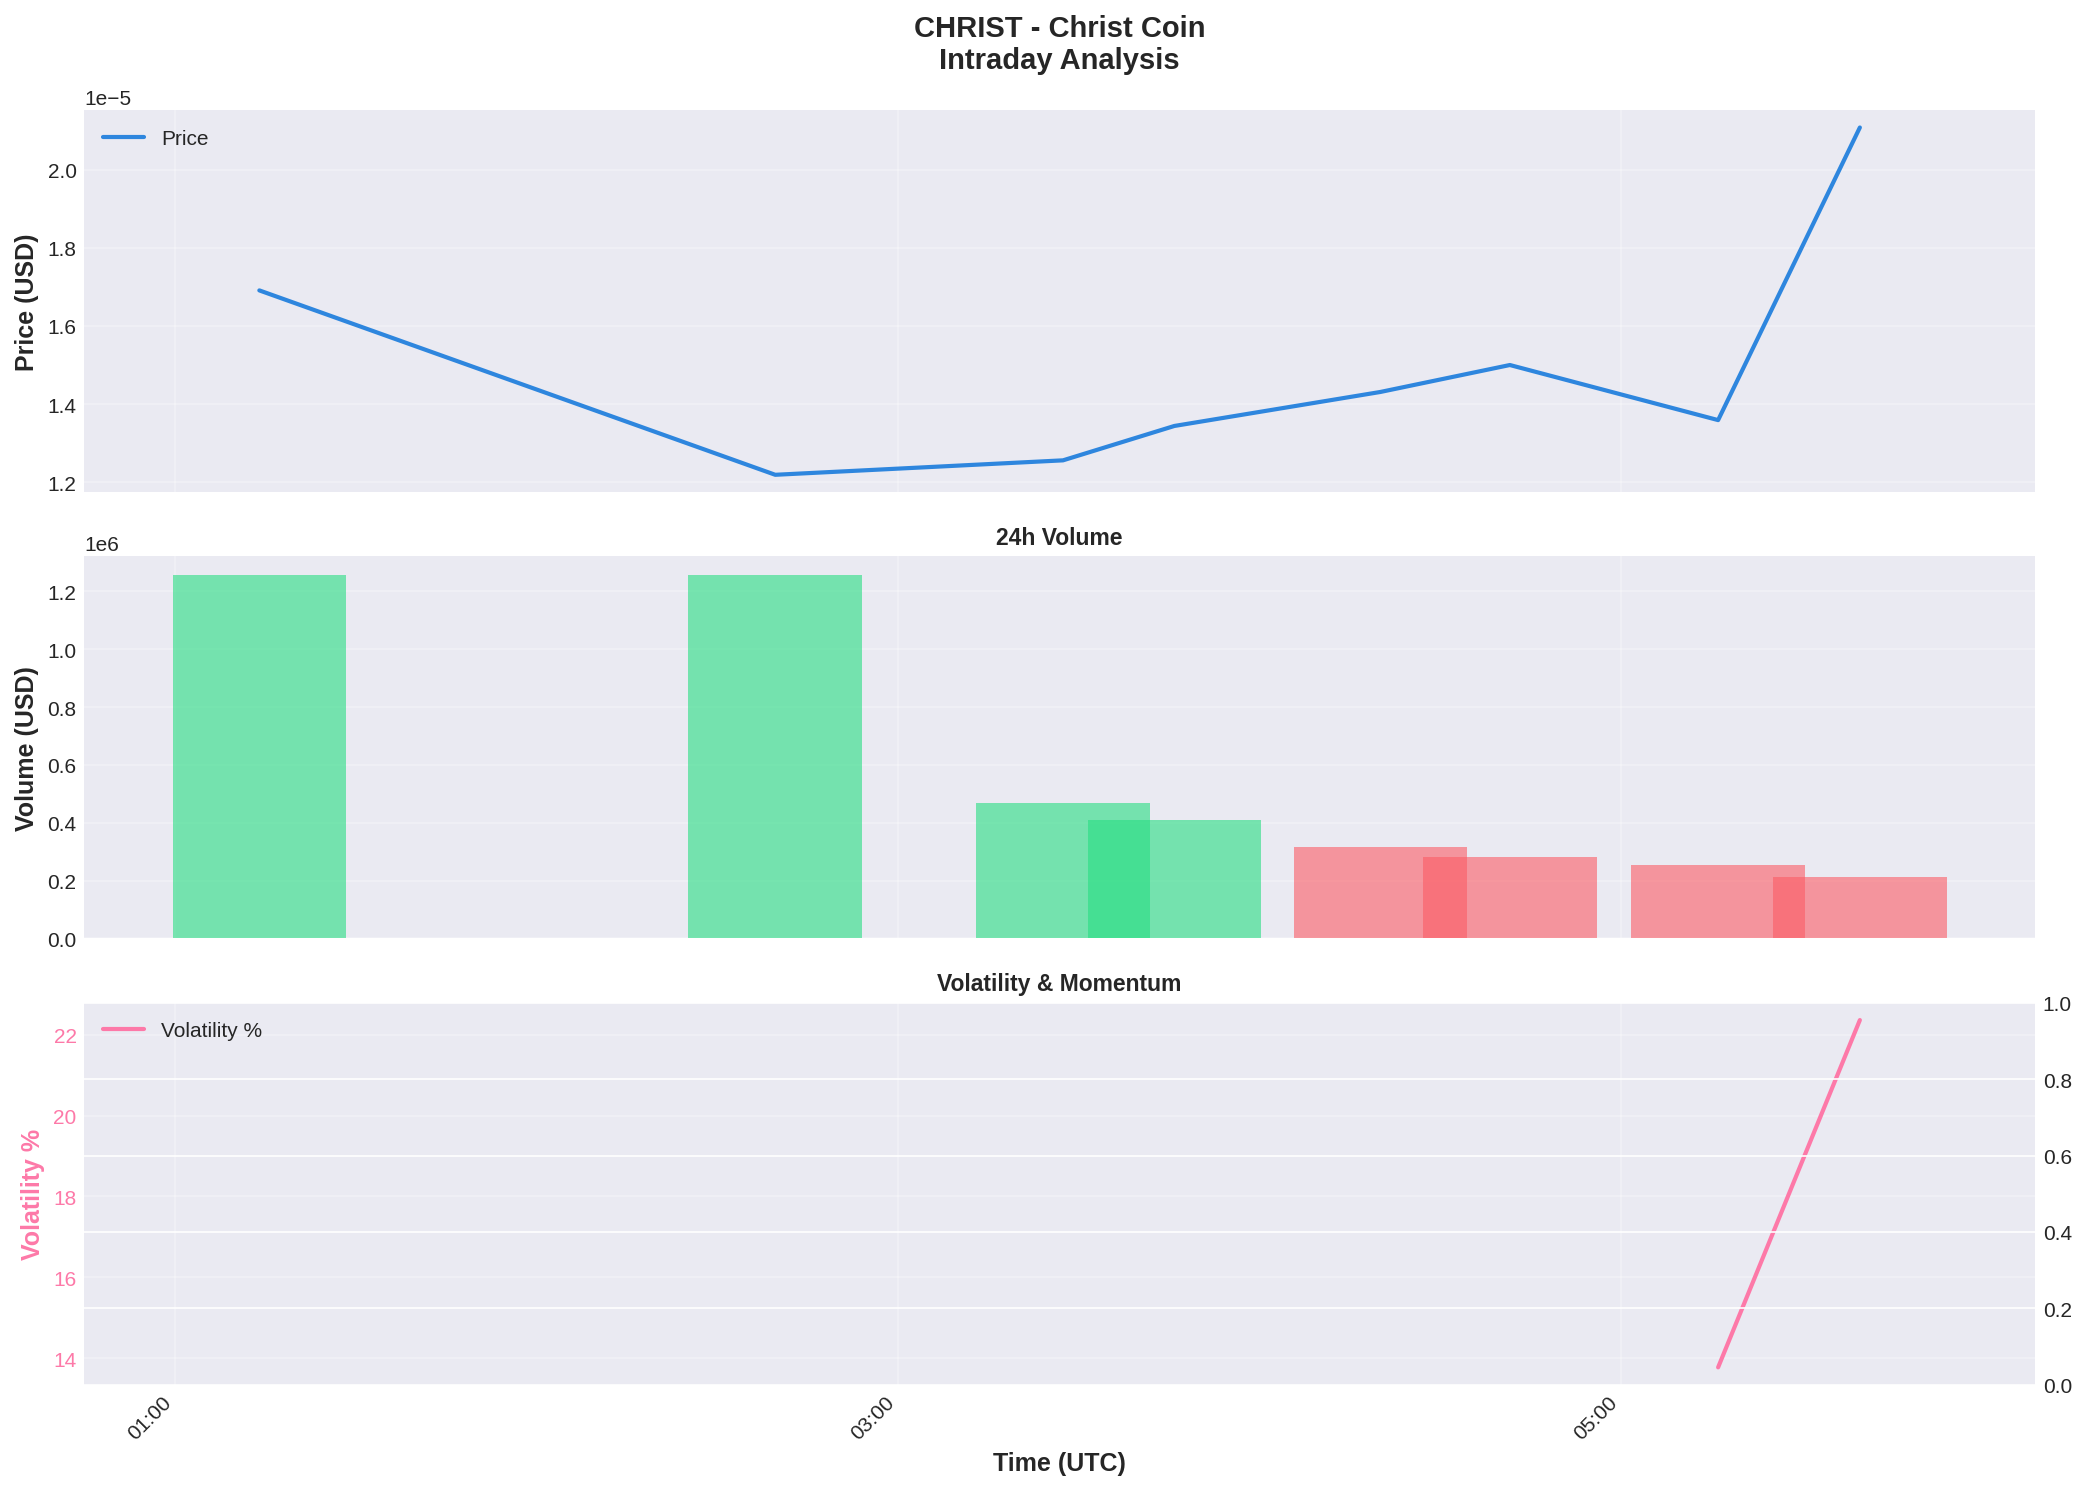 CHRIST - Christ Coin
Intraday Analysis
1e−5
Price
2.0
1.8
1.6
1.4
1.2
Price (USD)
24h Volume
1e6
1.2
1.0
0.8
0.6
0.4
0.2
0.0
Volume (USD)
Volatility & Momentum
Volatility %
22
20
18
16
14
Volatility %
1.0
0.8
0.6
0.4
0.2
0.0
01:00
03:00
05:00
Time (UTC)